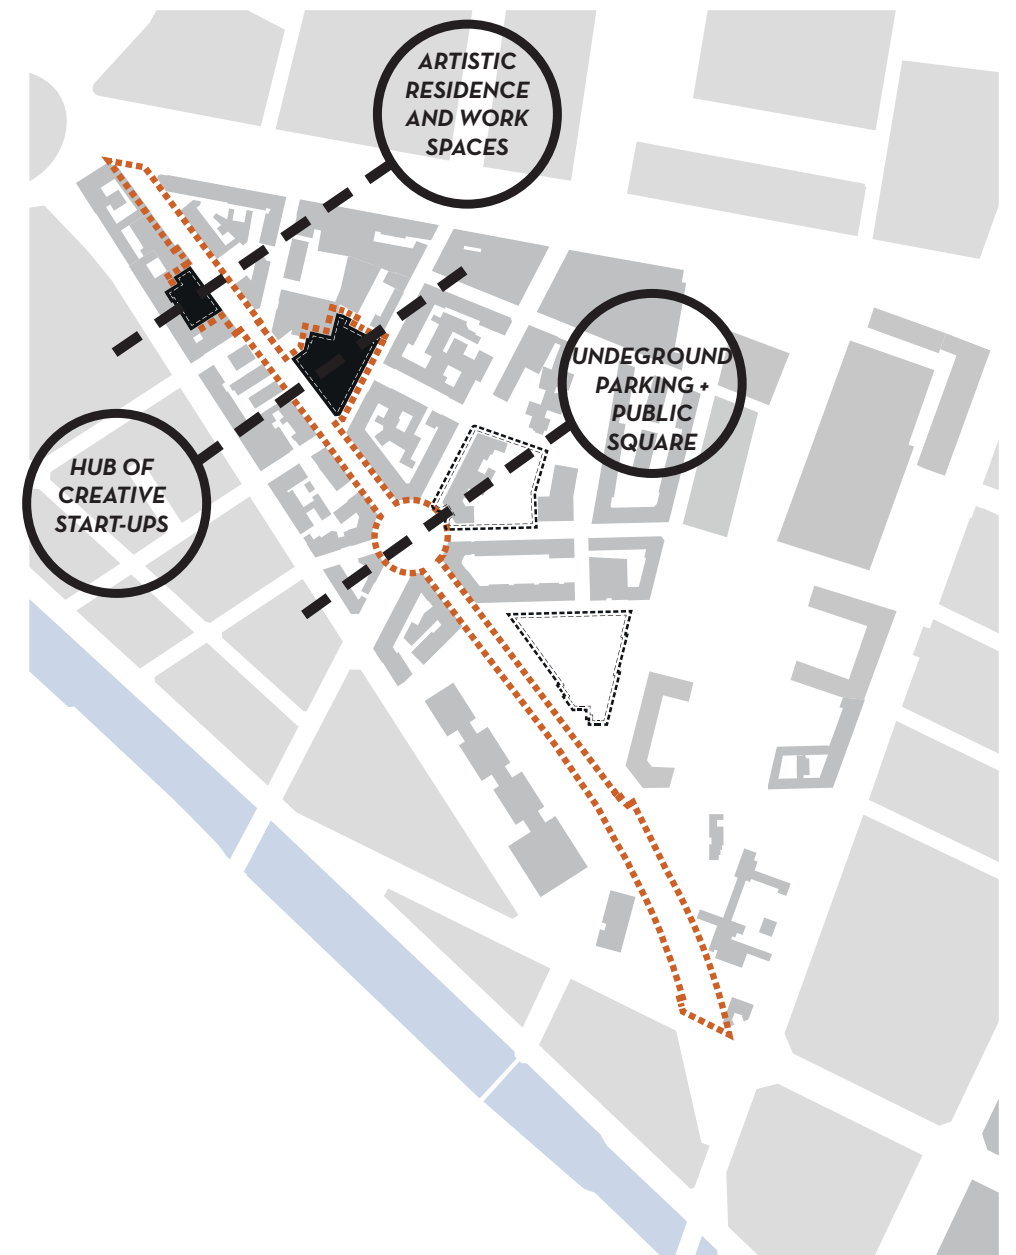 ARTISTIC
RESIDENCE
AND WORK
SPACES
UNDEGROUND
PARKING +
PUBLIC
SQUARE
HUB OF
CREATIVE
START-UPS